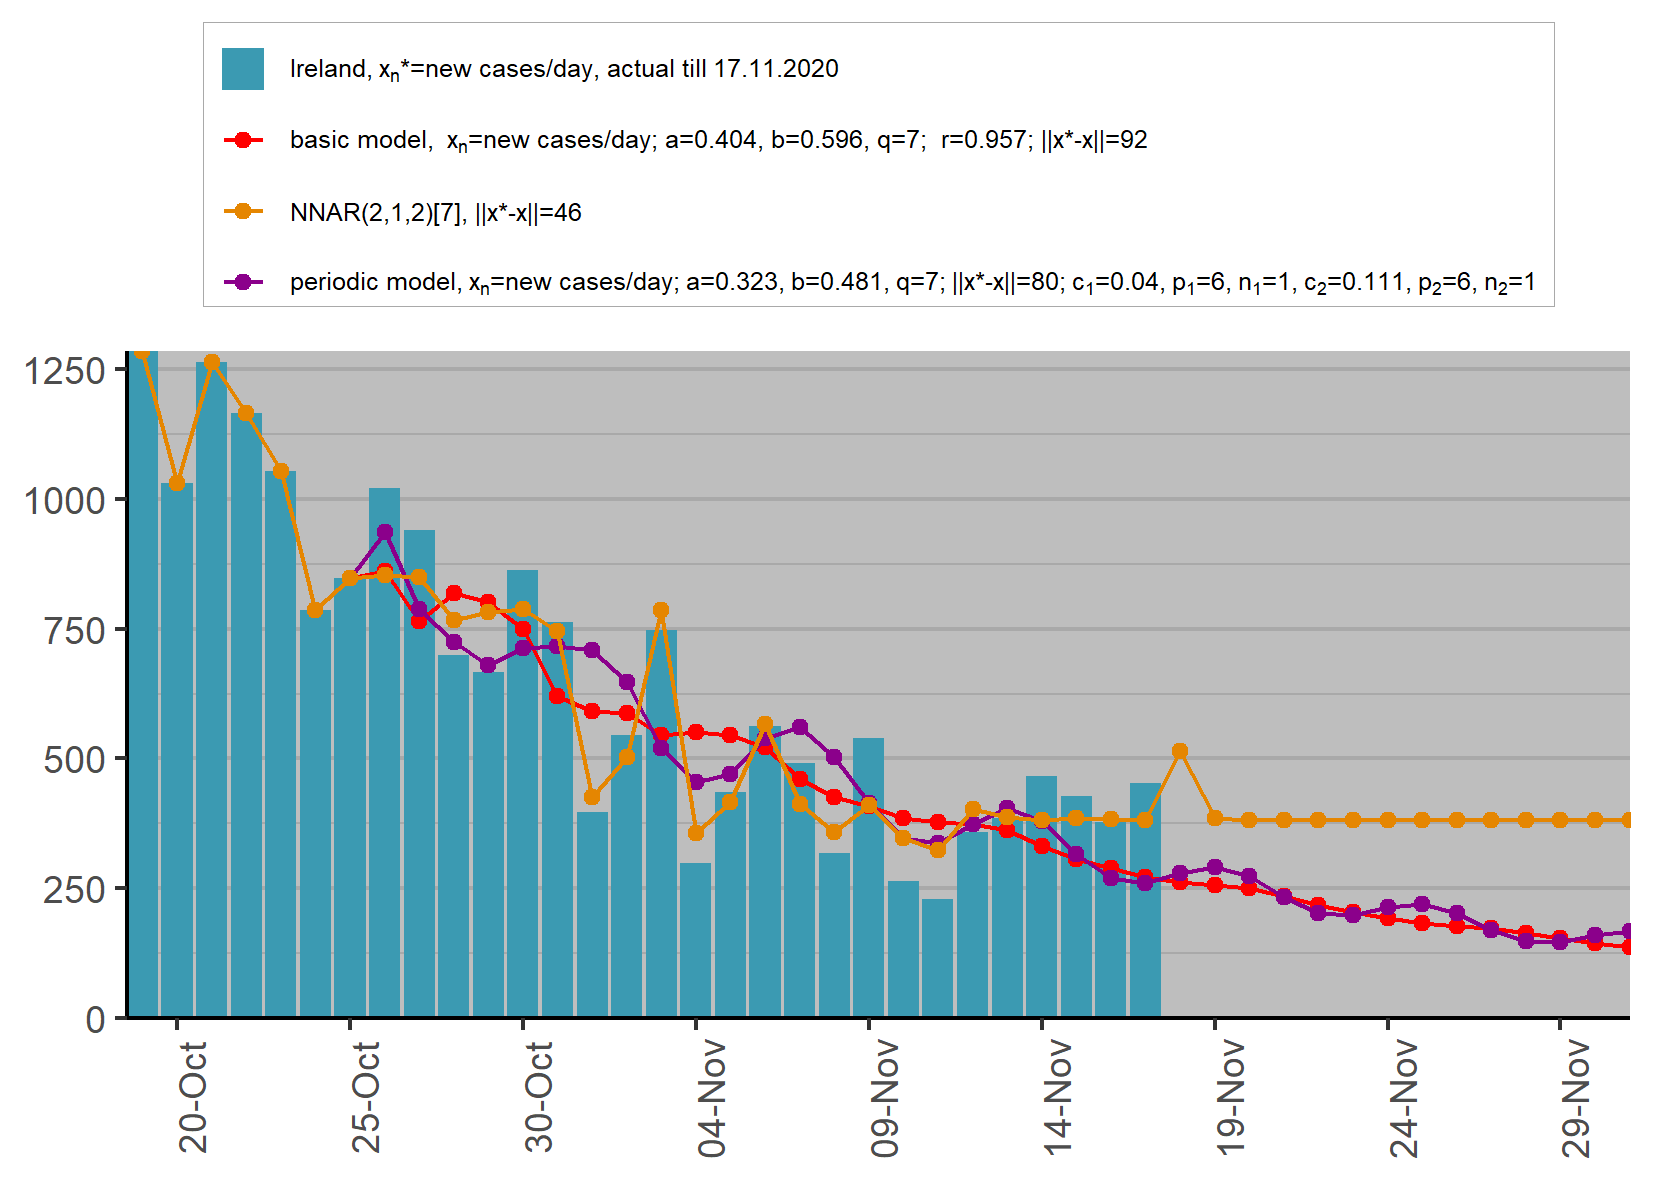 Ireland, xₙ*=new cases/day, actual till 17.11.2020
basic model, xₙ=new cases/day; a=0.404, b=0.596, q=7; r=0.957; ||x*-x||=92
NNAR(2,1,2)[7], ||x*-x||=46
periodic model, xₙ=new cases/day; a=0.323, b=0.481, q=7; ||x*-x||=80; c₁=0.04, p₁=6, n₁=1, c₂=0.111, p₂=6, n₂=1
1250
1000
750
500
250
0
20-Oct
25-Oct
30-Oct
04-Nov
09-Nov
14-Nov
19-Nov
24-Nov
29-Nov